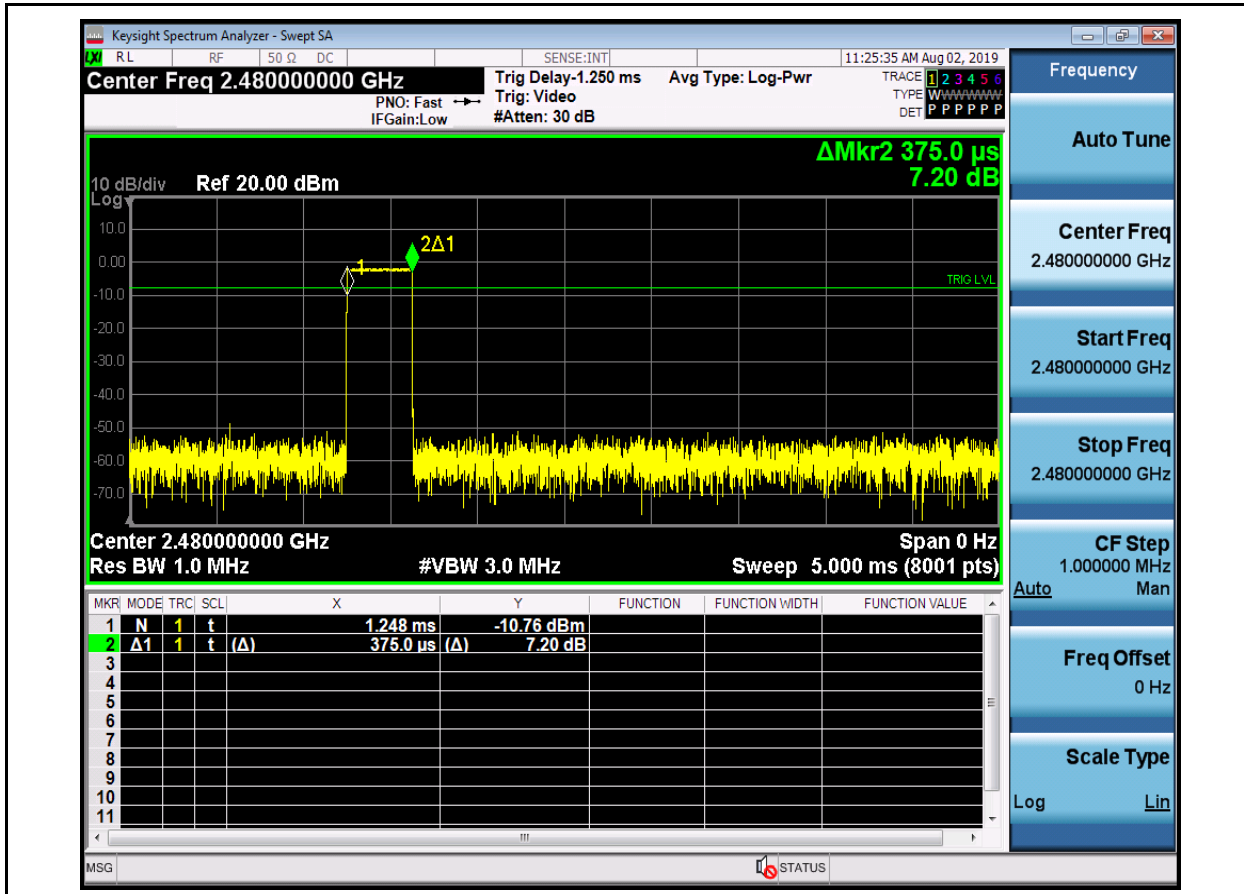 Keysight Spectrum Analyzer - Swept SA
LXI RL RF 50 Ω DC SENSE:INT 11:25:35 AM Aug 02, 2019
Center Freq 2.480000000 GHz
PNO: Fast
IFGain:Low
Trig Delay-1.250 ms
Trig: Video
#Atten: 30 dB
Avg Type: Log-Pwr
TRACE 1 2 3 4 5 6
TYPE WWWWWW
DET P P P P P P
ΔMkr2 375.0 µs
7.20 dB
10 dB/div Ref 20.00 dBm
Log
10.0
0.00
-10.0
-20.0
-30.0
-40.0
-50.0
-60.0
-70.0
1
2Δ1
TRIG LVL
Center 2.480000000 GHz Span 0 Hz
Res BW 1.0 MHz #VBW 3.0 MHz Sweep 5.000 ms (8001 pts)
MKR MODE TRC SCL X Y FUNCTION FUNCTION WIDTH FUNCTION VALUE
1 N 1 t 1.248 ms -10.76 dBm
2 Δ1 1 t (Δ) 375.0 µs (Δ) 7.20 dB
3
4
5
6
7
8
9
10
11
MSG STATUS
Frequency
Auto Tune
Center Freq
2.480000000 GHz
Start Freq
2.480000000 GHz
Stop Freq
2.480000000 GHz
CF Step
1.000000 MHz
Auto Man
Freq Offset
0 Hz
Scale Type
Log Lin